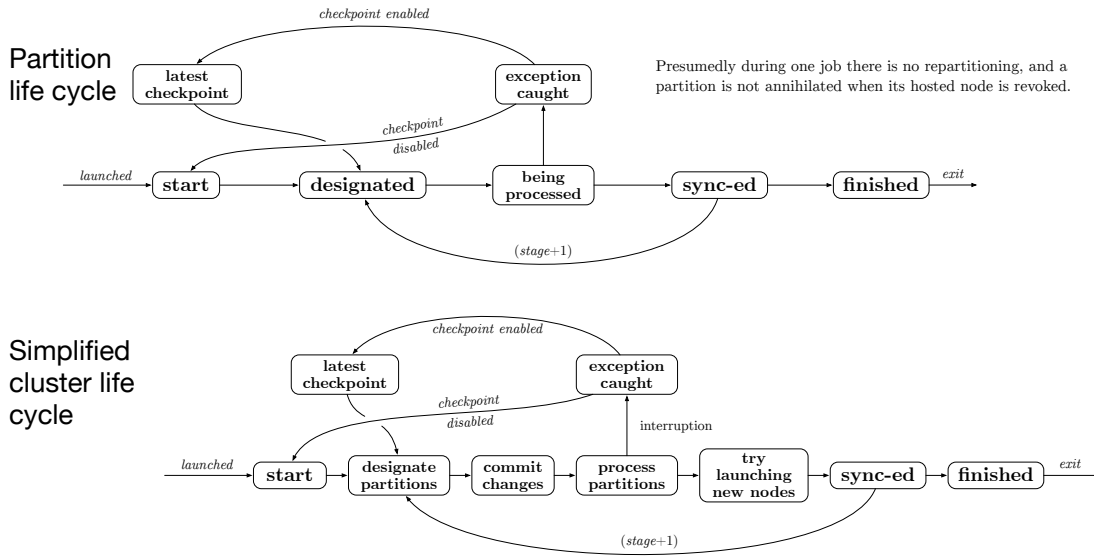 checkpoint enabled
Partition
life cycle
latest
checkpoint
exception
caught
Presumedly during one job there is no repartitioning, and a
partition is not annihilated when its hosted node is revoked.
checkpoint
disabled
launched
start
designated
being
processed
sync-ed
finished
exit
(stage+1)
checkpoint enabled
Simplified
cluster life
cycle
latest
checkpoint
exception
caught
checkpoint
disabled
interruption
launched
start
designate
partitions
commit
changes
process
partitions
try
launching
new nodes
sync-ed
finished
exit
(stage+1)